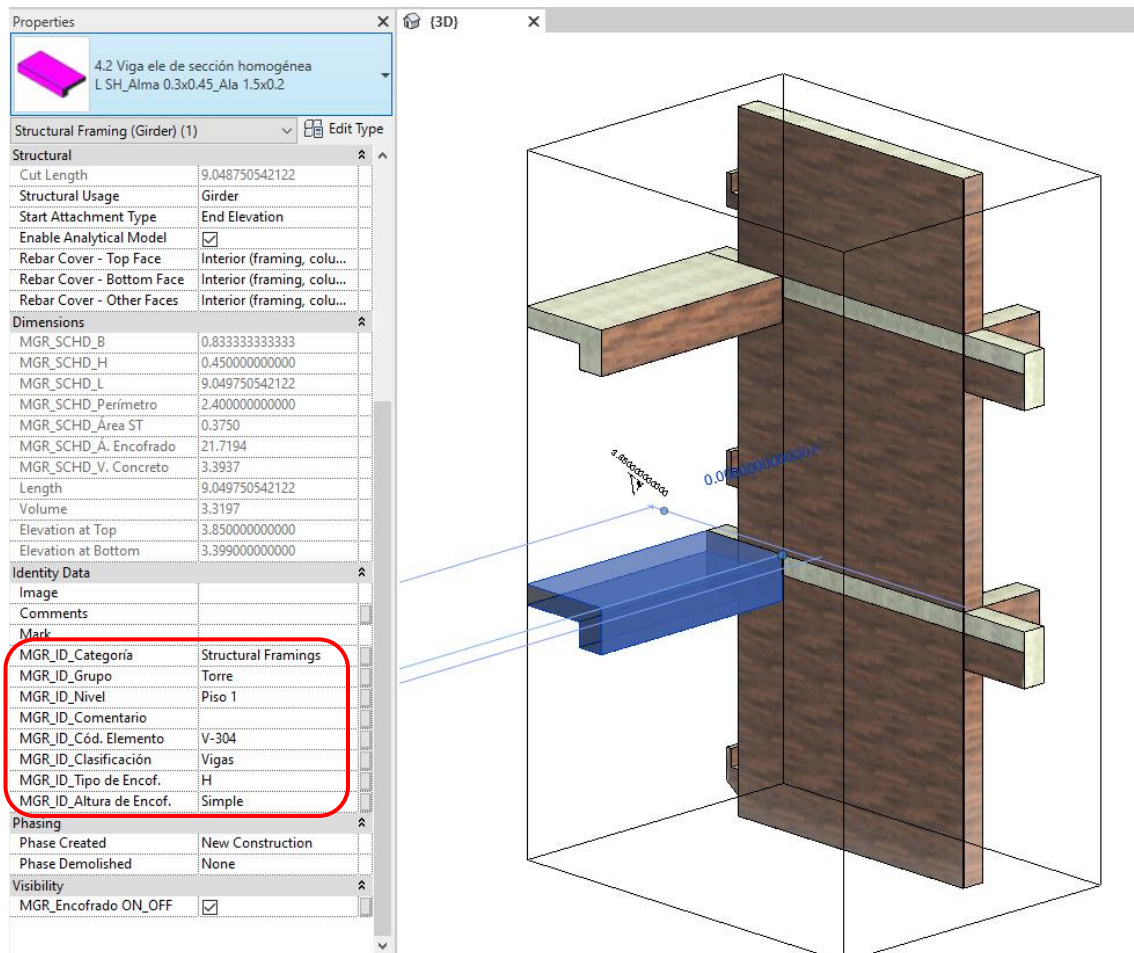 Properties
{3D}
4.2 Viga ele de sección homogénea
L SH_Alma 0.3x0.45_Ala 1.5x0.2
Structural Framing (Girder) (1) Edit Type
Structural
Cut Length 9.048750542122
Structural Usage Girder
Start Attachment Type End Elevation
Enable Analytical Model
Rebar Cover - Top Face Interior (framing, colu...
Rebar Cover - Bottom Face Interior (framing, colu...
Rebar Cover - Other Faces Interior (framing, colu...
Dimensions
MGR_SCHD_B 0.833333333333
MGR_SCHD_H 0.450000000000
MGR_SCHD_L 9.049750542122
MGR_SCHD_Perímetro 2.400000000000
MGR_SCHD_Área ST 0.3750
MGR_SCHD_Á. Encofrado 21.7194
MGR_SCHD_V. Concreto 3.3937
Length 9.049750542122
Volume 3.3197
Elevation at Top 3.850000000000
Elevation at Bottom 3.399000000000
Identity Data
Image
Comments
Mark
MGR_ID_Categoría Structural Framings
MGR_ID_Grupo Torre
MGR_ID_Nivel Piso 1
MGR_ID_Comentario
MGR_ID_Cód. Elemento V-304
MGR_ID_Clasificación Vigas
MGR_ID_Tipo de Encof. H
MGR_ID_Altura de Encof. Simple
Phasing
Phase Created New Construction
Phase Demolished None
Visibility
MGR_Encofrado ON_OFF